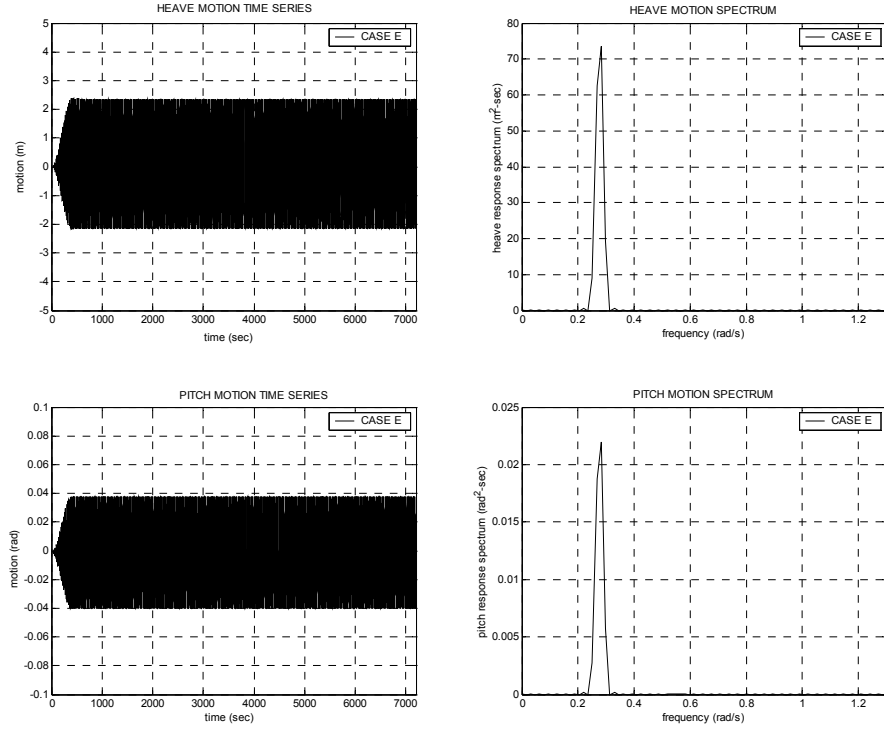 HEAVE MOTION TIME SERIES
CASE E
5
4
3
2
1
0
-1
-2
-3
-4
-5
motion (m)
0 1000 2000 3000 4000 5000 6000 7000
time (sec)
HEAVE MOTION SPECTRUM
CASE E
80
70
60
50
40
30
20
10
0
heave response spectrum (m²-sec)
0 0.2 0.4 0.6 0.8 1 1.2
frequency (rad/s)
PITCH MOTION TIME SERIES
CASE E
0.1
0.08
0.06
0.04
0.02
0
-0.02
-0.04
-0.06
-0.08
-0.1
motion (rad)
0 1000 2000 3000 4000 5000 6000 7000
time (sec)
PITCH MOTION SPECTRUM
CASE E
0.025
0.02
0.015
0.01
0.005
0
pitch response spectrum (rad²-sec)
0 0.2 0.4 0.6 0.8 1 1.2
frequency (rad/s)